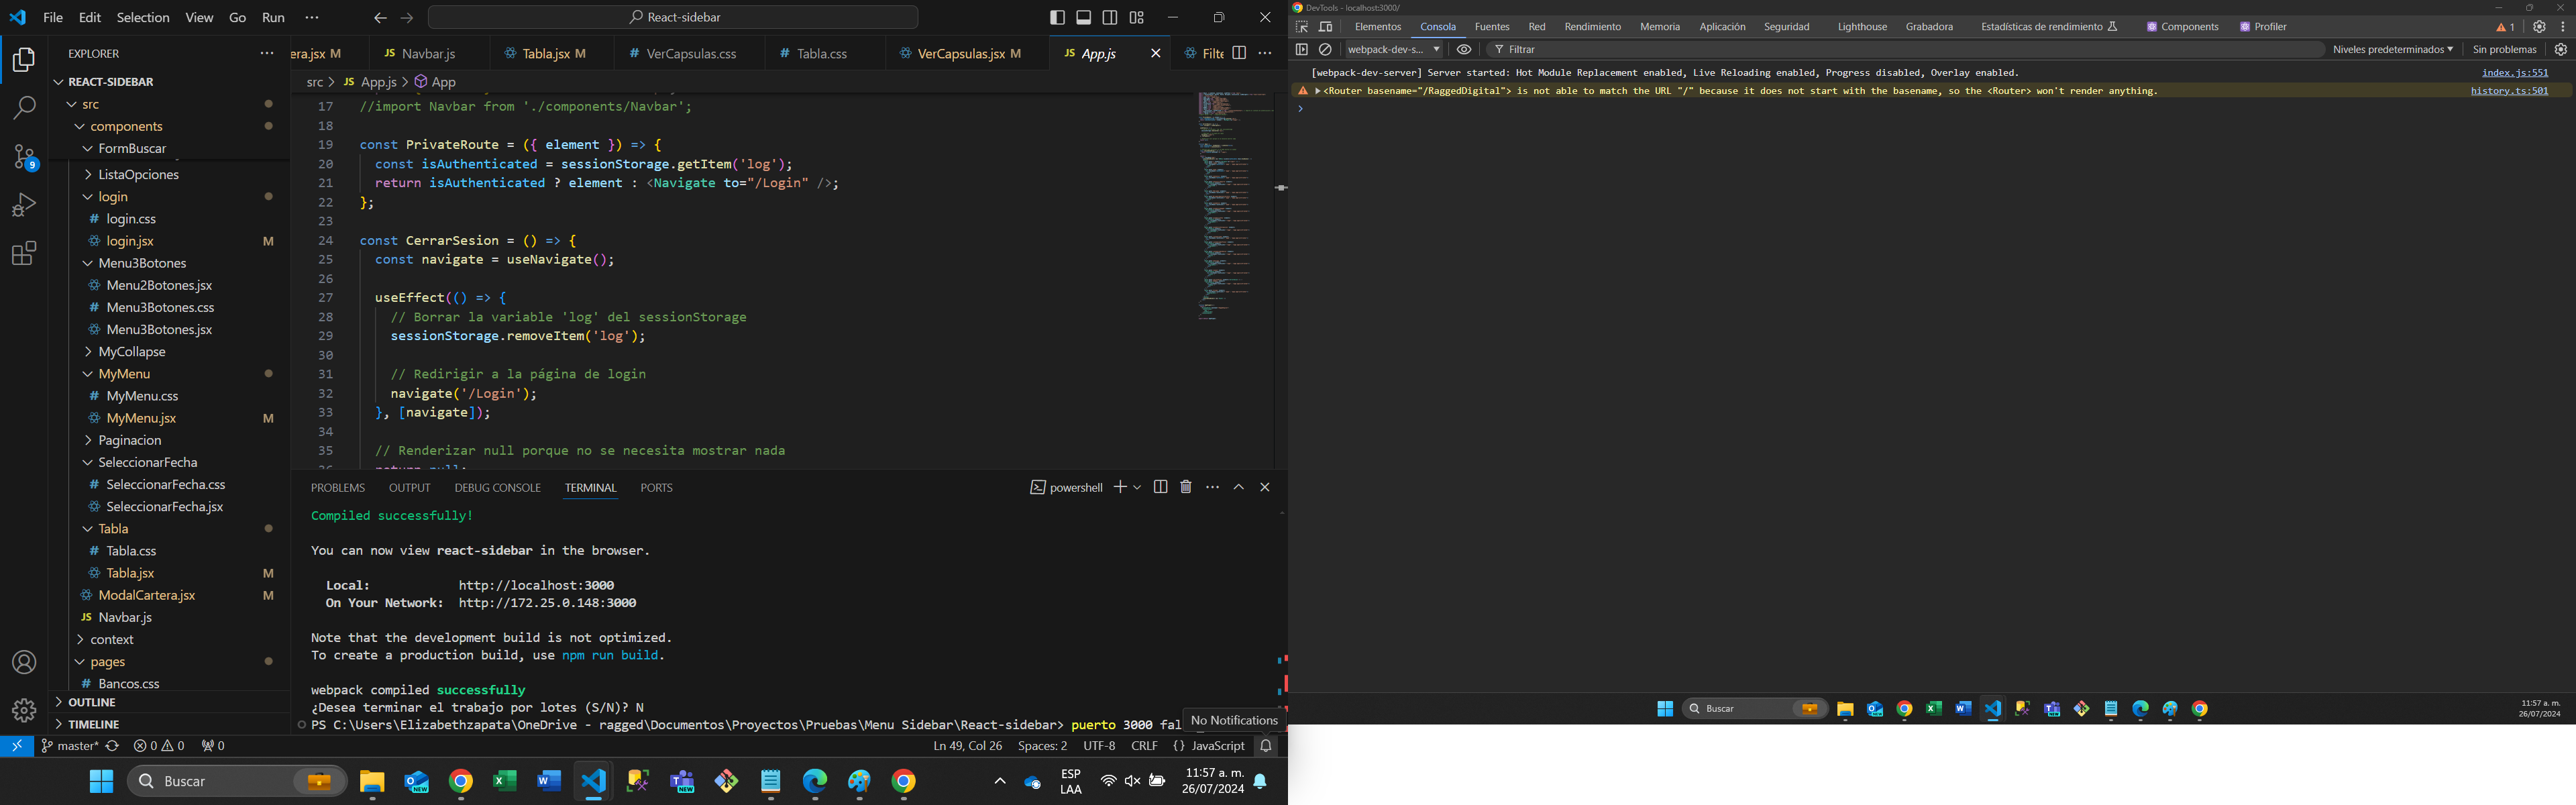 File Edit Selection View Go Run ···
React-sidebar
EXPLORER
REACT-SIDEBAR
src
components
FormBuscar
ListaOpciones
login
# login.css
login.jsx M
Menu3Botones
Menu2Botones.jsx
# Menu3Botones.css
Menu3Botones.jsx
MyCollapse
MyMenu
# MyMenu.css
MyMenu.jsx M
Paginacion
SeleccionarFecha
# SeleccionarFecha.css
SeleccionarFecha.jsx
Tabla
# Tabla.css
Tabla.jsx M
ModalCartera.jsx M
JS Navbar.js
context
pages
# Bancos.css
OUTLINE
TIMELINE
9
era.jsx M JS Navbar.js Tabla.jsx M # VerCapsulas.css # Tabla.css VerCapsulas.jsx M JS App.js Filte
src > JS App.js > App
17 //import Navbar from './components/Navbar';
18
19 const PrivateRoute = ({ element }) => {
20 const isAuthenticated = sessionStorage.getItem('log');
21 return isAuthenticated ? element : <Navigate to="/Login" />;
22 };
23
24 const CerrarSesion = () => {
25 const navigate = useNavigate();
26
27 useEffect(() => {
28 // Borrar la variable 'log' del sessionStorage
29 sessionStorage.removeItem('log');
30
31 // Redirigir a la página de login
32 navigate('/Login');
33 }, [navigate]);
34
35 // Renderizar null porque no se necesita mostrar nada
36 return null;
PROBLEMS OUTPUT DEBUG CONSOLE TERMINAL PORTS
powershell
Compiled successfully!
You can now view react-sidebar in the browser.
Local: http://localhost:3000
On Your Network: http://172.25.0.148:3000
Note that the development build is not optimized.
To create a production build, use npm run build.
webpack compiled successfully
¿Desea terminar el trabajo por lotes (S/N)? N
PS C:\Users\Elizabethzapata\OneDrive - ragged\Documentos\Proyectos\Pruebas\Menu Sidebar\React-sidebar> puerto 3000 fal
No Notifications
master* 0 0 0
Ln 49, Col 26 Spaces: 2 UTF-8 CRLF {} JavaScript
Buscar
ESP
LAA
11:57 a. m.
26/07/2024
DevTools - localhost:3000/
Elementos Consola Fuentes Red Rendimiento Memoria Aplicación Seguridad Lighthouse Grabadora Estadísticas de rendimiento Components Profiler
1
webpack-dev-s... Filtrar
Niveles predeterminados Sin problemas
[webpack-dev-server] Server started: Hot Module Replacement enabled, Live Reloading enabled, Progress disabled, Overlay enabled. index.js:551
<Router basename="/RaggedDigital"> is not able to match the URL "/" because it does not start with the basename, so the <Router> won't render anything. history.ts:501
Buscar
11:57 a. m.
26/07/2024